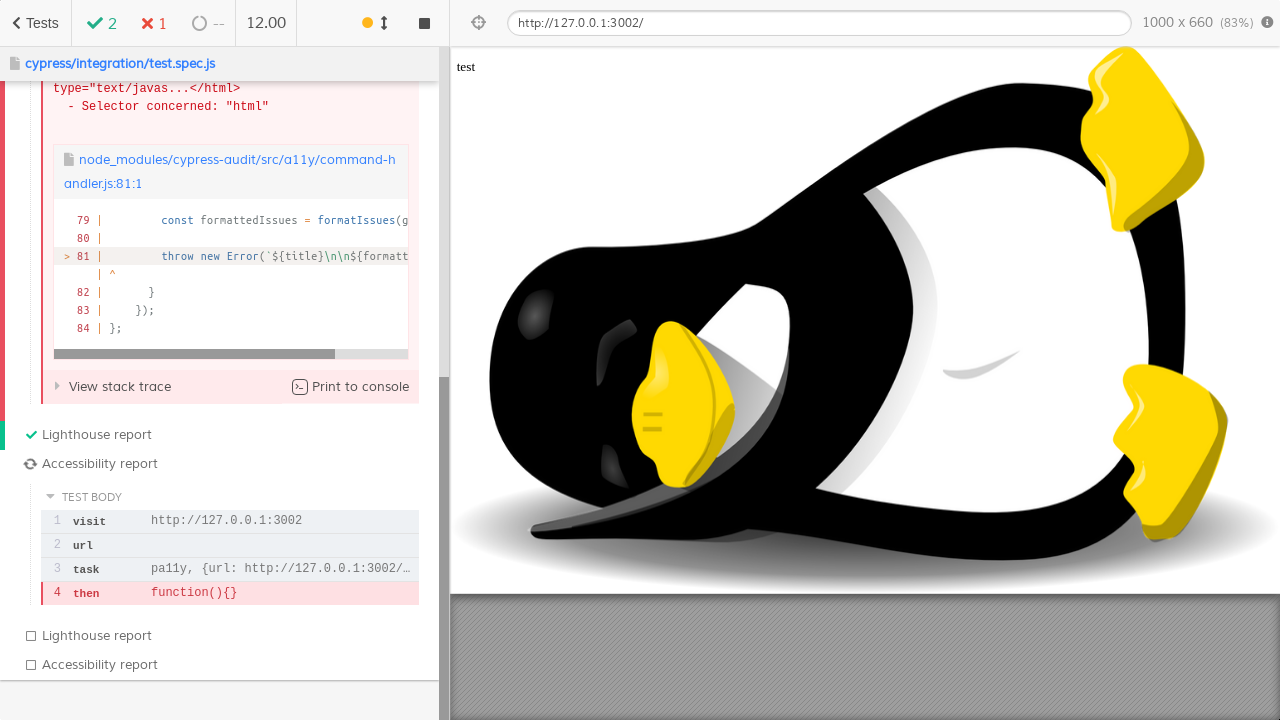 Tests
2
1
--
12.00
http://127.0.0.1:3002/
1000 x 660 (83%)
cypress/integration/test.spec.js
type="text/javas...</html>
- Selector concerned: "html"
node_modules/cypress-audit/src/a11y/command-h
andler.js:81:1
79 | const formattedIssues = formatIssues(g
80 |
> 81 | throw new Error(`${title}\n\n${formatt
| ^
82 | }
83 | });
84 | };
View stack trace
Print to console
Lighthouse report
Accessibility report
TEST BODY
1 visit http://127.0.0.1:3002
2 url
3 task pa11y, {url: http://127.0.0.1:3002/…
4 then function(){}
Lighthouse report
Accessibility report
test